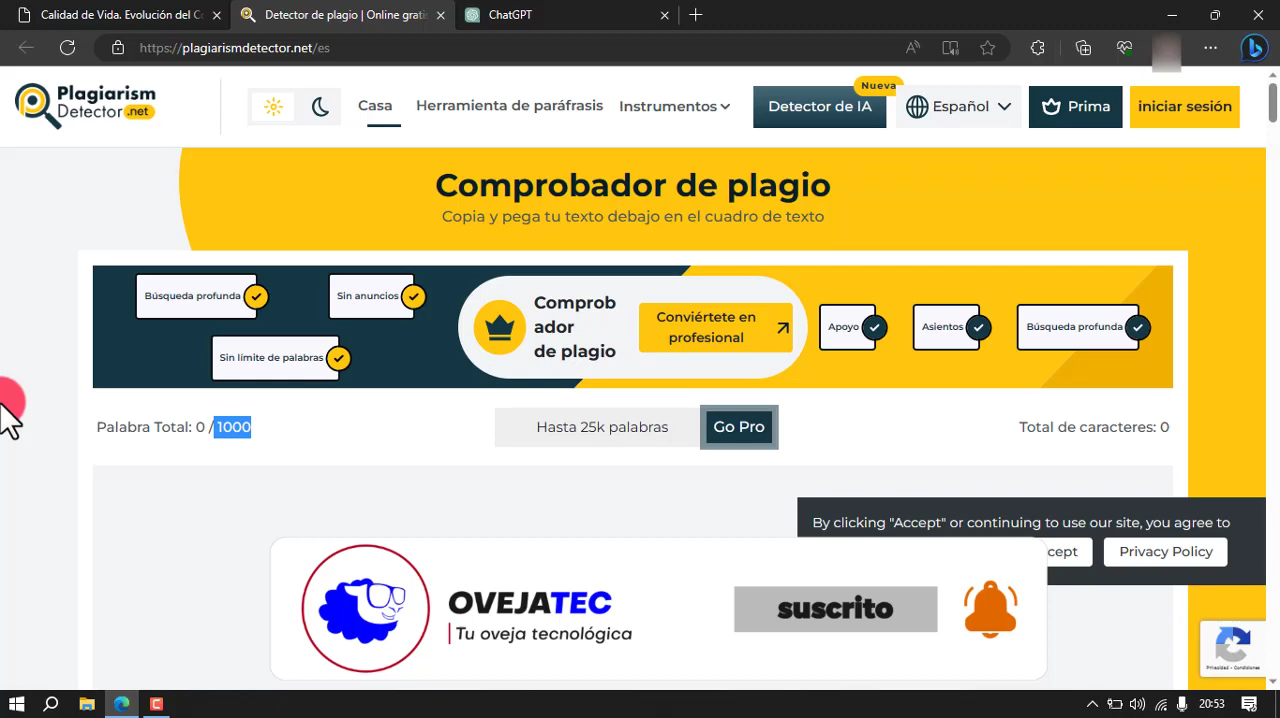 Calidad de Vida. Evolución del Co
Detector de plagio | Online grati
ChatGPT
https://plagiarismdetector.net/es
Plagiarism
Detector.net
Casa
Herramienta de paráfrasis
Instrumentos
Nueva
Detector de IA
Español
Prima
iniciar sesión
Comprobador de plagio
Copia y pega tu texto debajo en el cuadro de texto
Búsqueda profunda
Sin anuncios
Sin límite de palabras
Comprob
ador
de plagio
Conviértete en
profesional
Apoyo
Asientos
Búsqueda profunda
Palabra Total: 0 / 1000
Hasta 25k palabras
Go Pro
Total de caracteres: 0
By clicking "Accept" or continuing to use our site, you agree to
cept
Privacy Policy
OVEJATEC
Tu oveja tecnológica
suscrito
Privacidad - Condiciones
20:53